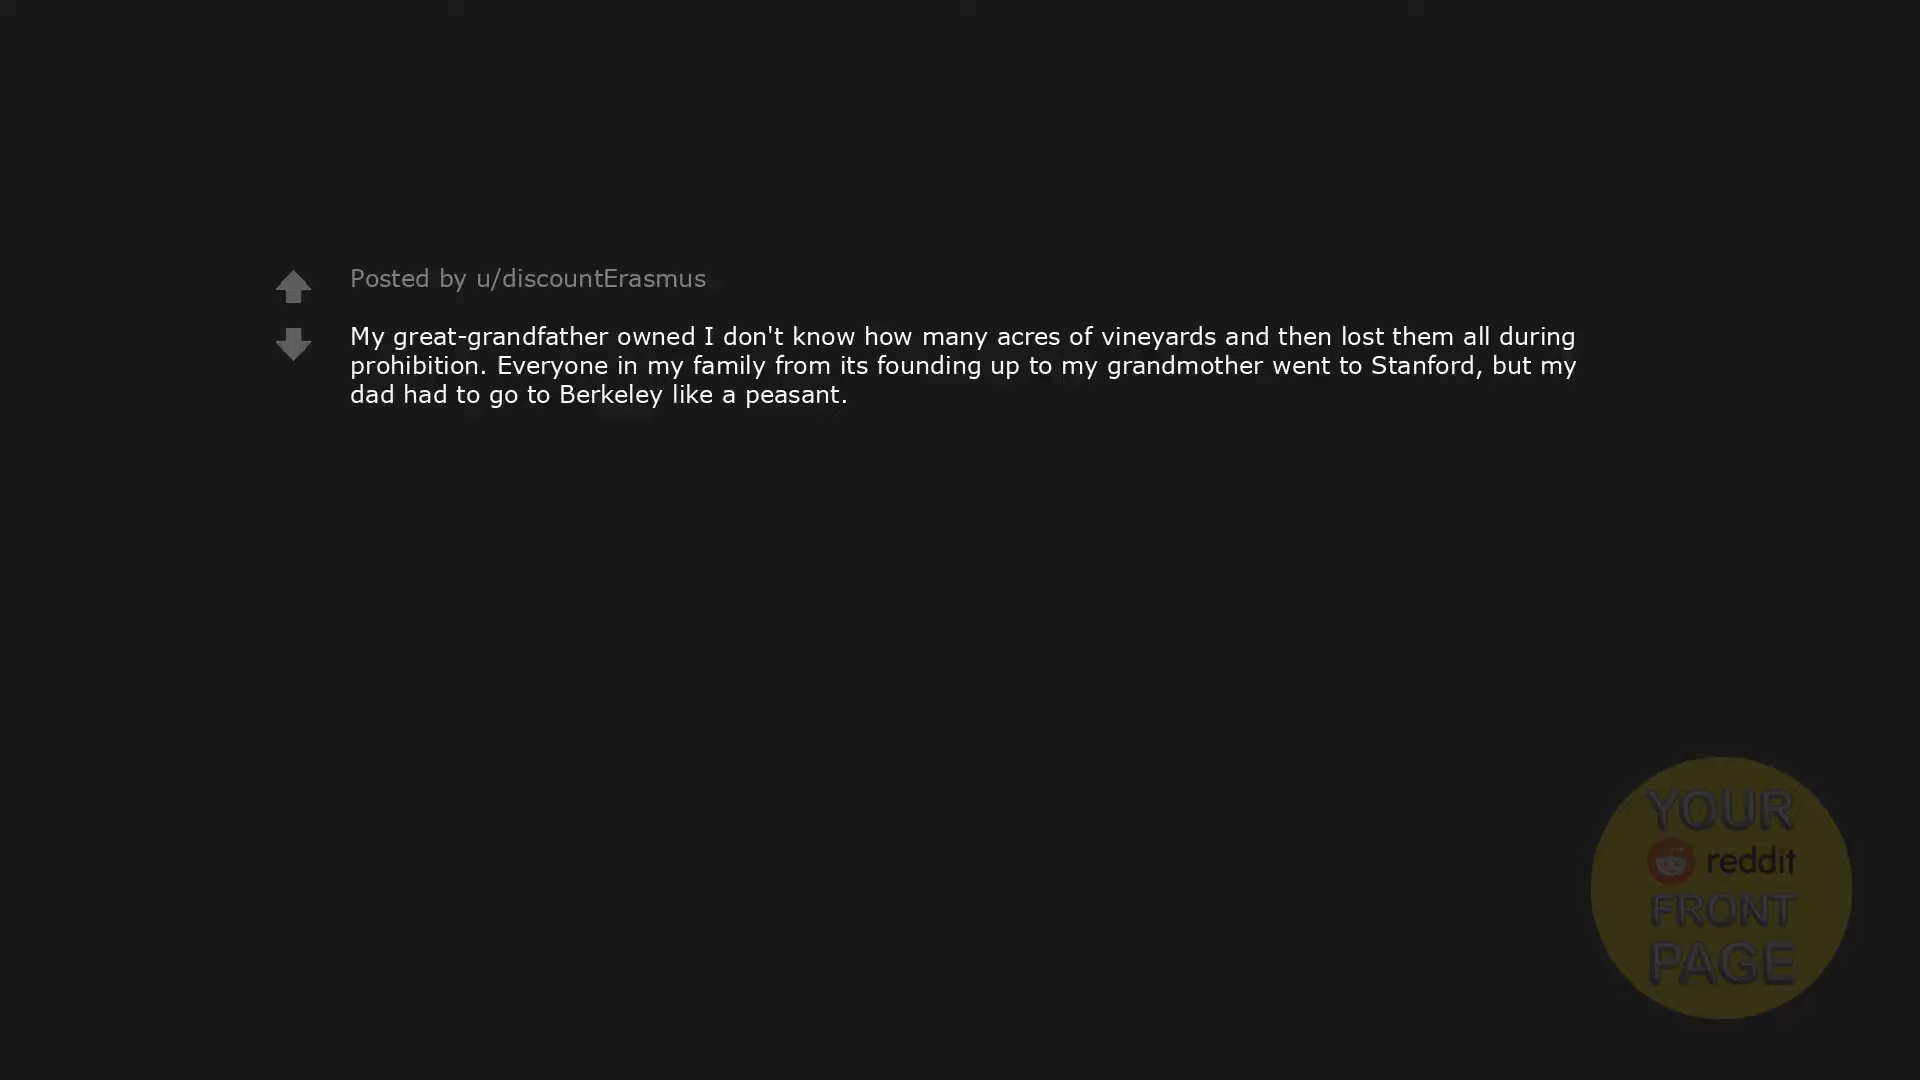 Posted by u/discountErasmus
My great-grandfather owned I don't know how many acres of vineyards and then lost them all during
prohibition. Everyone in my family from its founding up to my grandmother went to Stanford, but my
dad had to go to Berkeley like a peasant.
YOUR
reddit
FRONT
PAGE